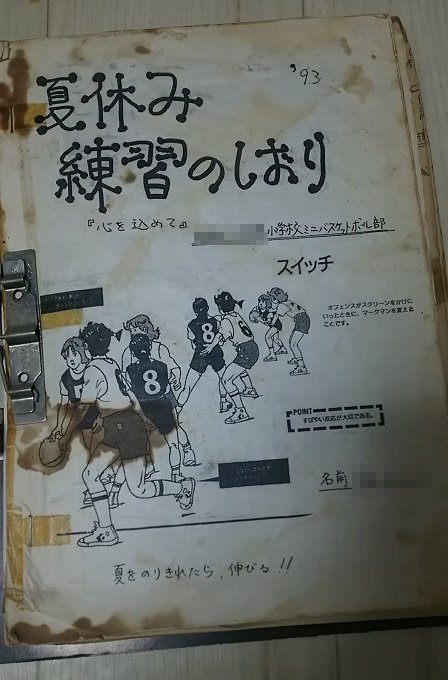 '93
夏休み
練習のしおり
『心を込めて』
小学校ミニバスケットボール部
スイッチ
オフェンスがスクリーンをかけに
いったときに、マークマンを変える
ことです。
8
8
6
POINT
すばやい反応が大切である。
名前
夏をのりきれたら、伸びる!!